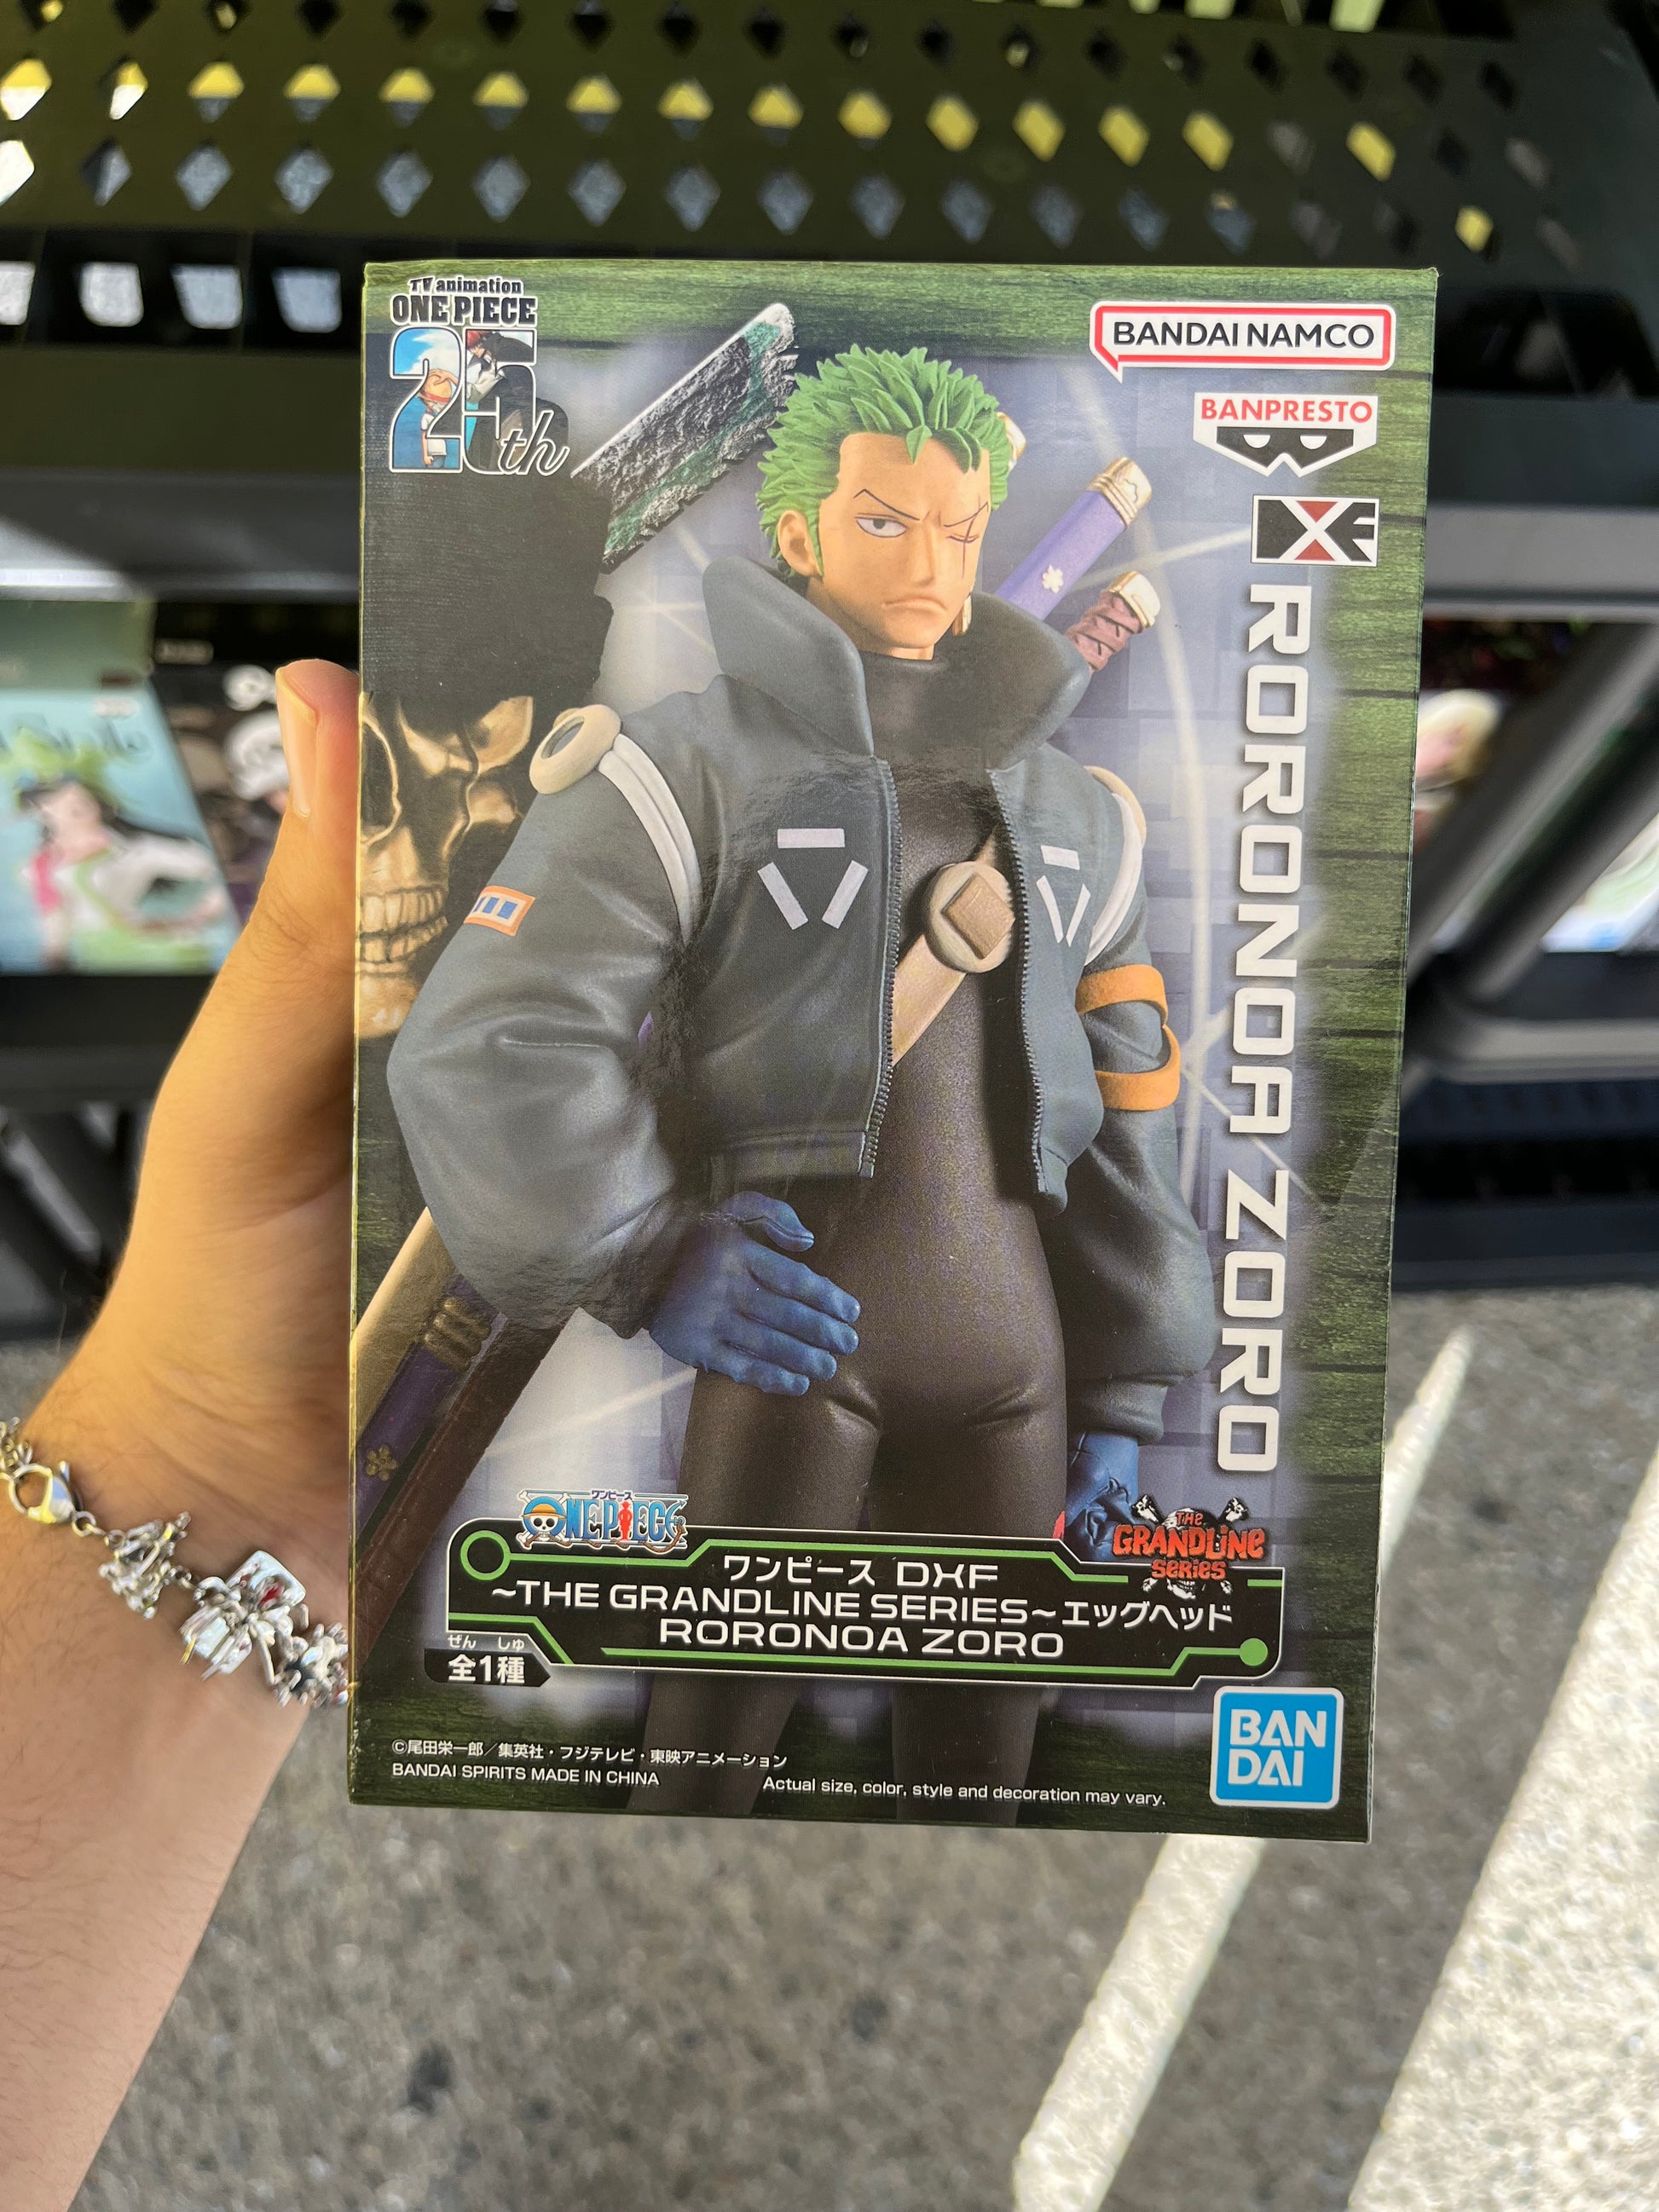 TV animation
ONE PIECE
25th
BANDAI NAMCO
BANPRESTO
DXF
RORONOA ZORO
ワンピース
ONE PIECE
THE
GRANDLINE
SERIES
ワンピース DXF
~THE GRANDLINE SERIES~エッグヘッド
RORONOA ZORO
ぜん しゅ
全1種
©尾田栄一郎／集英社・フジテレビ・東映アニメーション
BANDAI SPIRITS MADE IN CHINA
Actual size, color, style and decoration may vary.
BAN
DAI